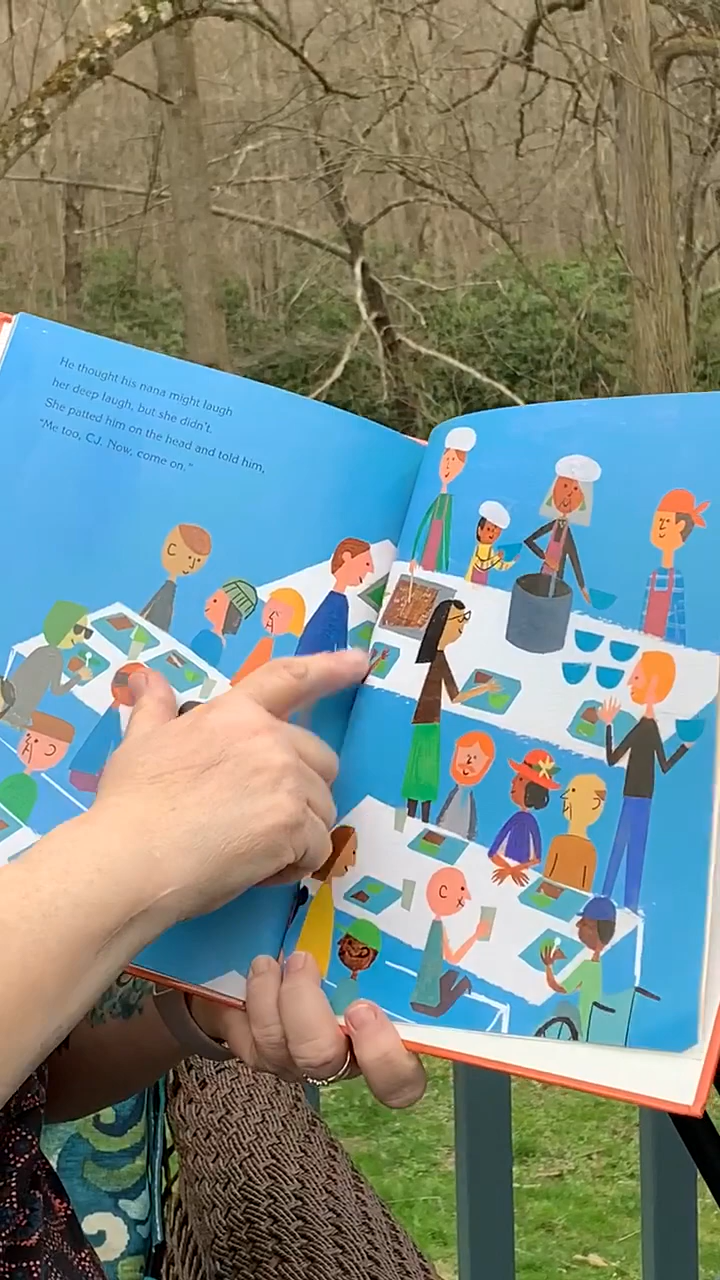 He thought his nana might laugh
her deep laugh, but she didn't.
She patted him on the head and told him,
"Me too, CJ. Now, come on."